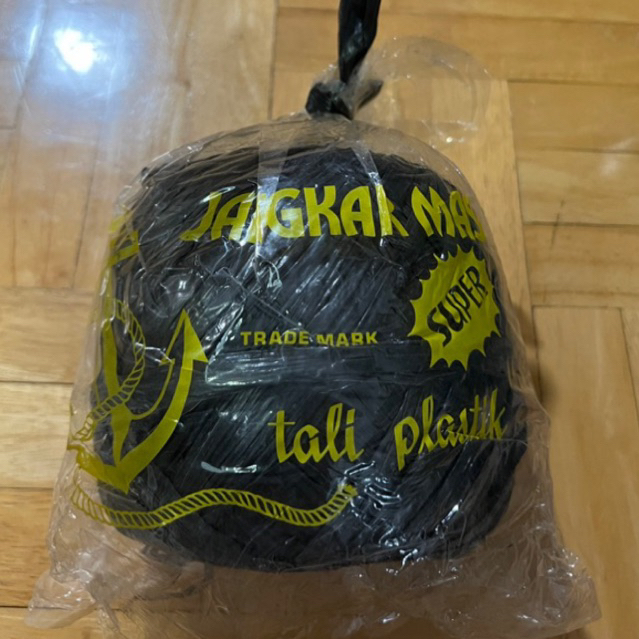 JANGKAR MAS
SUPER
TRADE MARK
tali plastik